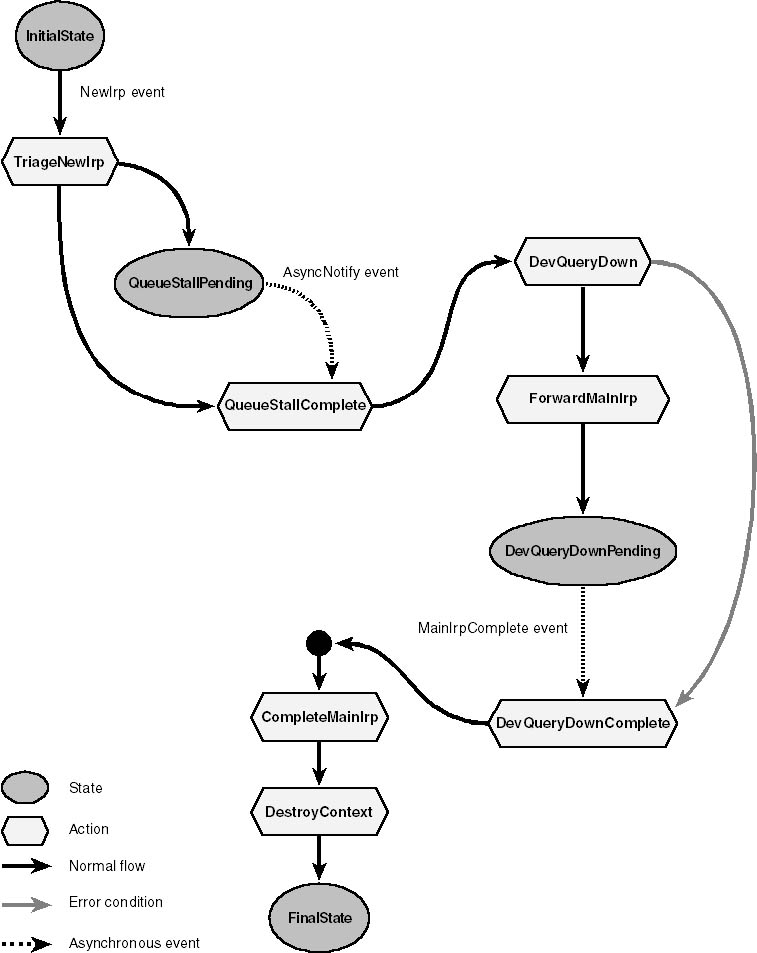 InitialState
NewIrp event
TriageNewIrp
QueueStallPending
AsyncNotify event
DevQueryDown
QueueStallComplete
ForwardMainIrp
DevQueryDownPending
MainIrpComplete event
CompleteMainIrp
DevQueryDownComplete
DestroyContext
FinalState
State
Action
Normal flow
Error condition
Asynchronous event